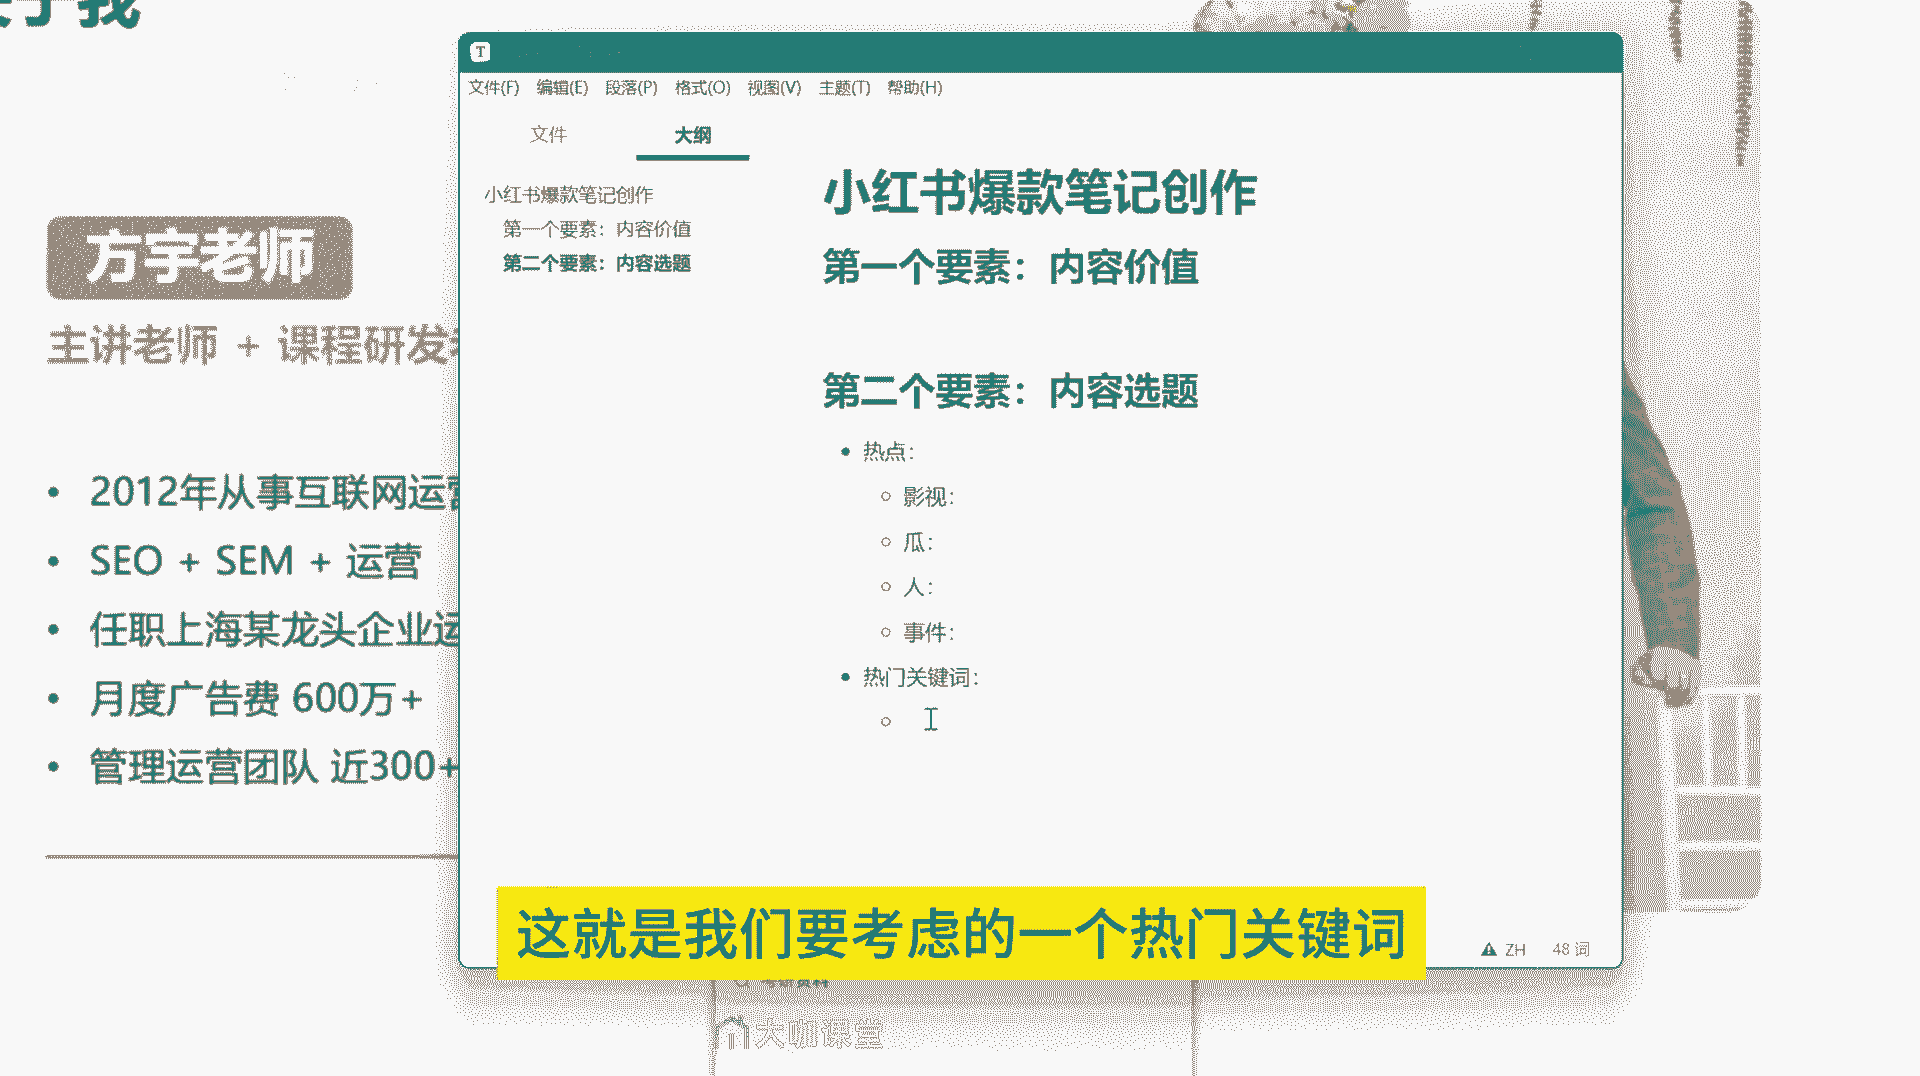 关于我
方宇老师
主讲老师 + 课程研发
2012年从事互联网运营
SEO + SEM + 运营
任职上海某龙头企业运
月度广告费 600万+
管理运营团队 近300+
T
文件(F) 编辑(E) 段落(P) 格式(O) 视图(V) 主题(T) 帮助(H)
文件 大纲
小红书爆款笔记创作
第一个要素：内容价值
第二个要素：内容选题
小红书爆款笔记创作
第一个要素：内容价值
第二个要素：内容选题
热点：
影视：
瓜：
人：
事件：
热门关键词：
这就是我们要考虑的一个热门关键词
ZH 48 词
考研资料
大咖课堂